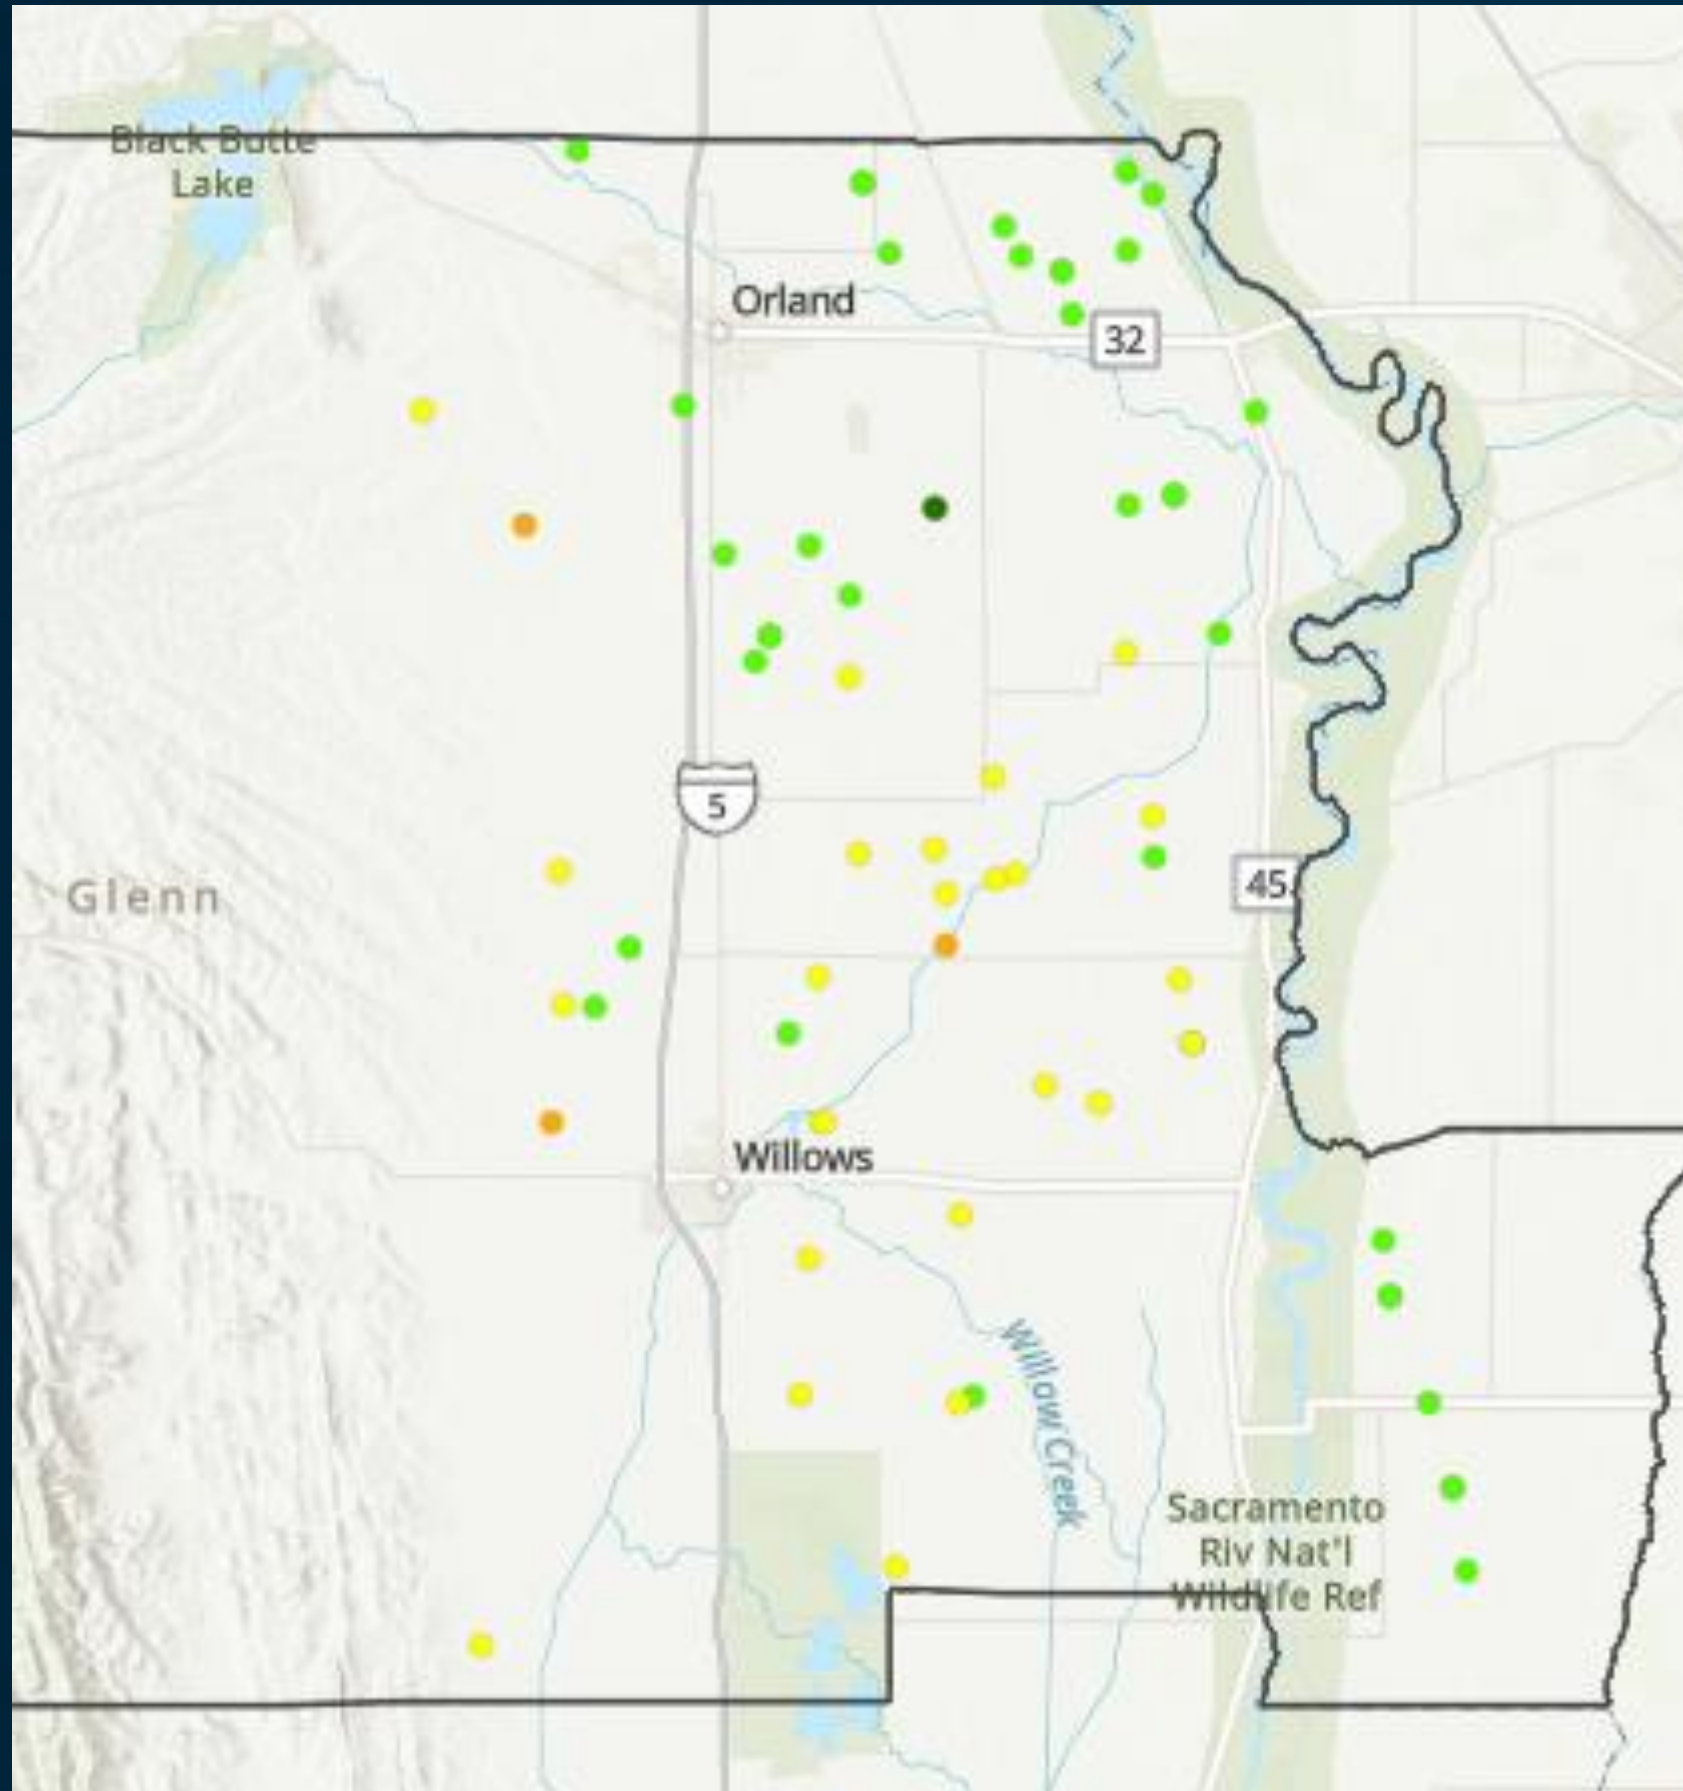 Black Butte
Lake
Orland
32
5
Glenn
45
Willows
Willow Creek
Sacramento
Riv Nat'l
Wildlife Ref